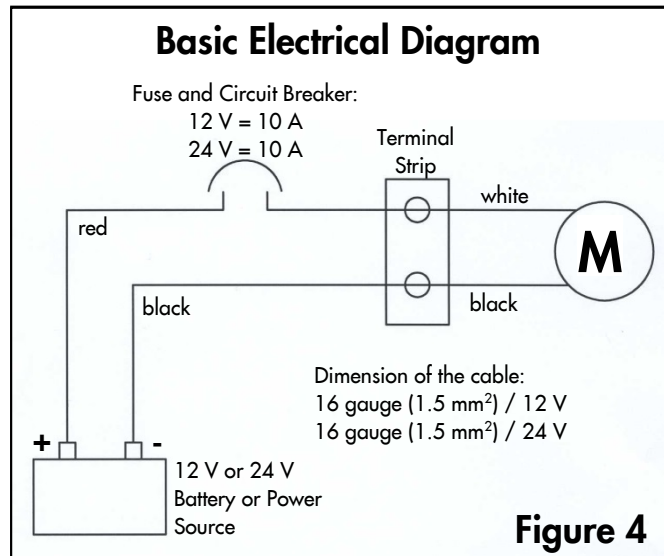 Basic Electrical Diagram
Fuse and Circuit Breaker:
12 V = 10 A
24 V = 10 A
Terminal
Strip
white
red
M
black
black
Dimension of the cable:
16 gauge (1.5 mm²) / 12 V
16 gauge (1.5 mm²) / 24 V
+ -
12 V or 24 V
Battery or Power
Source
Figure 4